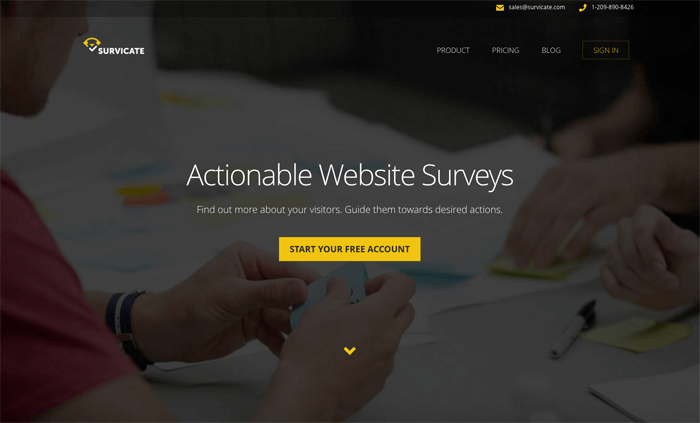 sales@survicate.com 1-209-890-8426
SURVICATE
PRODUCT PRICING BLOG SIGN IN
Actionable Website Surveys
Find out more about your visitors. Guide them towards desired actions.
START YOUR FREE ACCOUNT